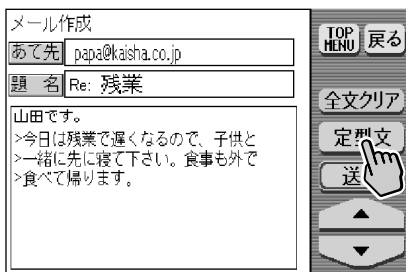 メール作成
TOP MENU 戻る
あて先 papa@kaisha.co.jp
題 名 Re: 残業
全文クリア
山田です。
定型文
>今日は残業で遅くなるので、子供と
>一緒に先に寝て下さい。食事も外で
>食べて帰ります。
送